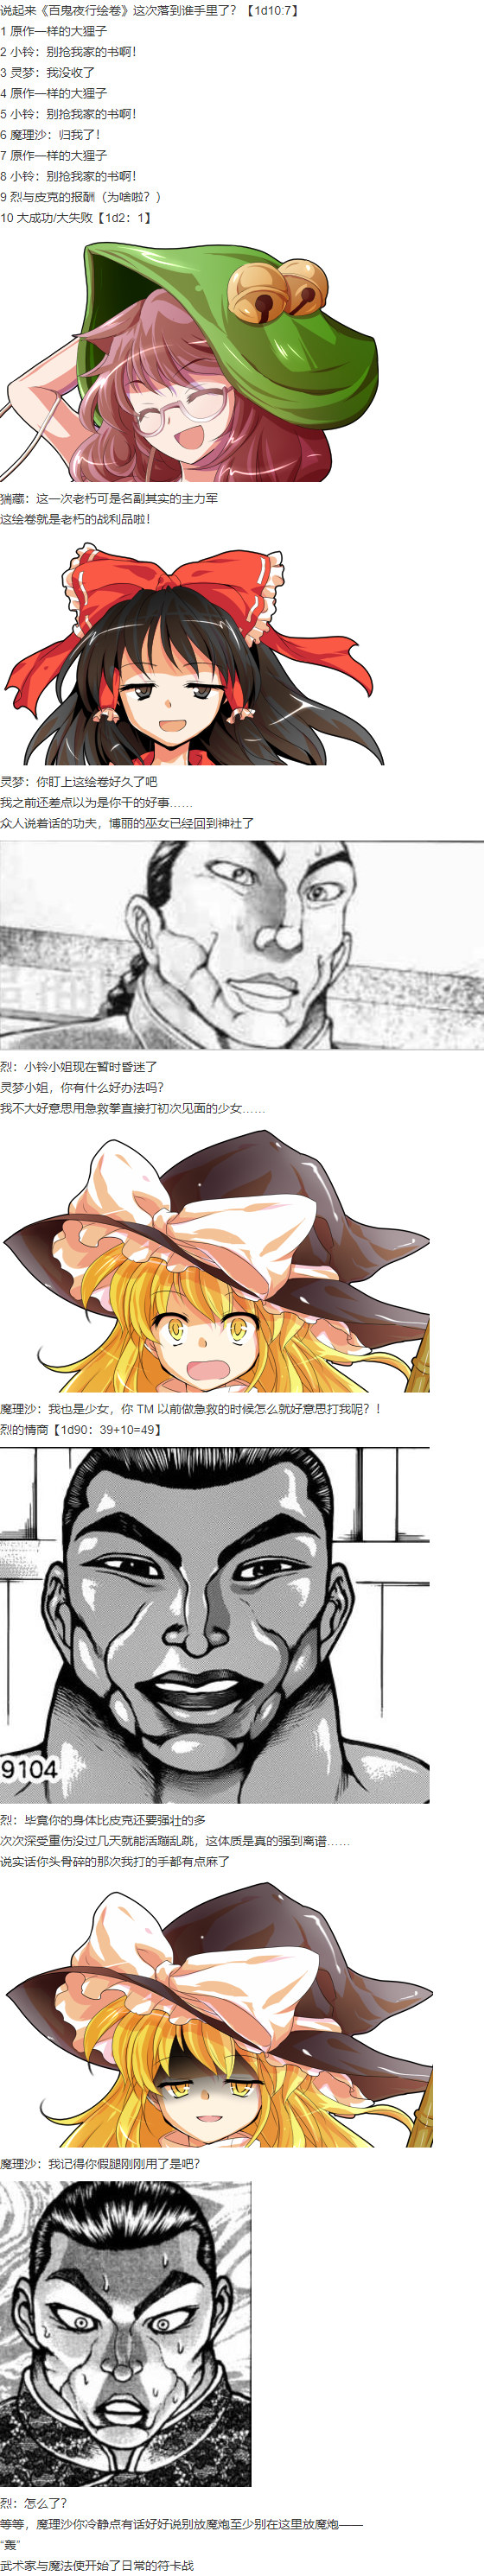 说起来《百鬼夜行绘卷》这次落到谁手里了？【1d10:7】
1 原作一样的大狸子
2 小铃：别抢我家的书啊！
3 灵梦：我没收了
4 原作一样的大狸子
5 小铃：别抢我家的书啊！
6 魔理沙：归我了！
7 原作一样的大狸子
8 小铃：别抢我家的书啊！
9 烈与皮克的报酬（为啥啦？）
10 大成功/大失败【1d2：1】
猯藏：这一次老朽可是名副其实的主力军
这绘卷就是老朽的战利品啦！
灵梦：你盯上这绘卷好久了吧
我之前还差点以为是你干的好事……
众人说着话的功夫，博丽的巫女已经回到神社了
烈：小铃小姐现在暂时昏迷了
灵梦小姐，你有什么好办法吗？
我不大好意思用急救拳直接打初次见面的少女……
魔理沙：我也是少女，你 TM 以前做急救的时候怎么就好意思打我呢？！
烈的情商【1d90：39+10=49】
9104
烈：毕竟你的身体比皮克还要强壮的多
次次深受重伤没过几天就能活蹦乱跳，这体质是真的强到离谱……
说实话你头骨碎的那次我打的手都有点麻了
魔理沙：我记得你假腿刚刚用了是吧？
烈：怎么了？
等等，魔理沙你冷静点有话好好说别放魔炮至少别在这里放魔炮——
“轰”
武术家与魔法使开始了日常的符卡战